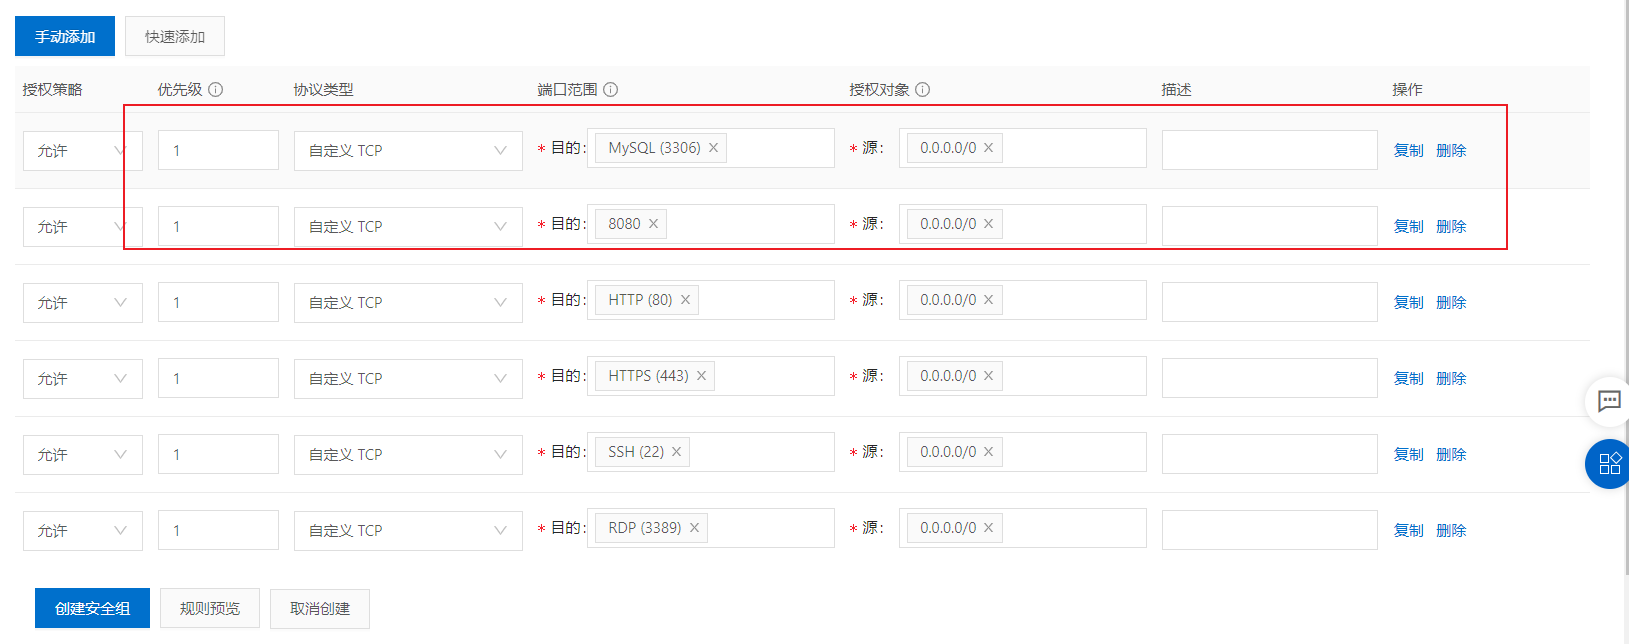 手动添加 快速添加
授权策略 优先级 协议类型 端口范围 授权对象 描述 操作
允许 1 自定义 TCP * 目的: MySQL (3306) × * 源: 0.0.0.0/0 × 复制 删除
允许 1 自定义 TCP * 目的: 8080 × * 源: 0.0.0.0/0 × 复制 删除
允许 1 自定义 TCP * 目的: HTTP (80) × * 源: 0.0.0.0/0 × 复制 删除
允许 1 自定义 TCP * 目的: HTTPS (443) × * 源: 0.0.0.0/0 × 复制 删除
允许 1 自定义 TCP * 目的: SSH (22) × * 源: 0.0.0.0/0 × 复制 删除
允许 1 自定义 TCP * 目的: RDP (3389) × * 源: 0.0.0.0/0 × 复制 删除
创建安全组 规则预览 取消创建